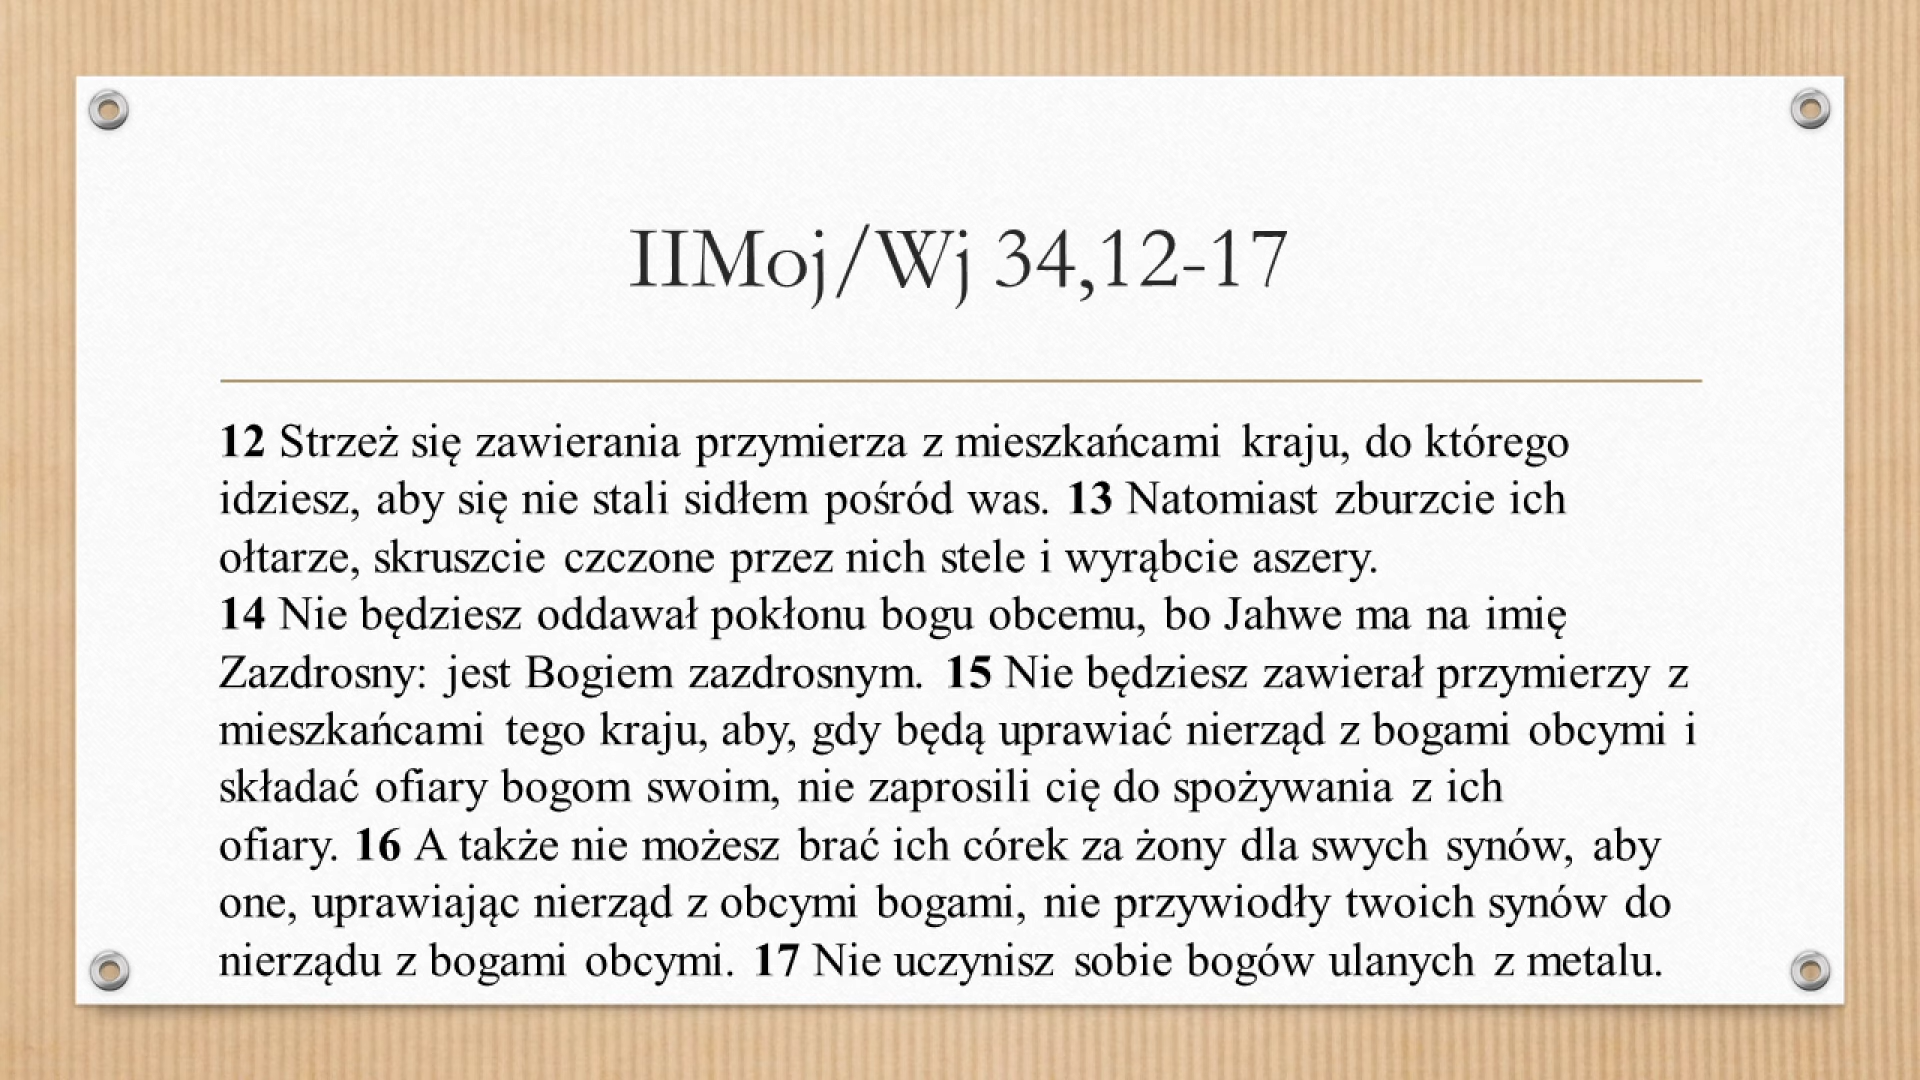 IIMoj/Wj 34,12-17
12 Strzeż się zawierania przymierza z mieszkańcami kraju, do którego
idziesz, aby się nie stali sidłem pośród was. 13 Natomiast zburzcie ich
ołtarze, skruszcie czczone przez nich stele i wyrąbcie aszery.
14 Nie będziesz oddawał pokłonu bogu obcemu, bo Jahwe ma na imię
Zazdrosny: jest Bogiem zazdrosnym. 15 Nie będziesz zawierał przymierzy z
mieszkańcami tego kraju, aby, gdy będą uprawiać nierząd z bogami obcymi i
składać ofiary bogom swoim, nie zaprosili cię do spożywania z ich
ofiary. 16 A także nie możesz brać ich córek za żony dla swych synów, aby
one, uprawiając nierząd z obcymi bogami, nie przywiodły twoich synów do
nierządu z bogami obcymi. 17 Nie uczynisz sobie bogów ulanych z metalu.